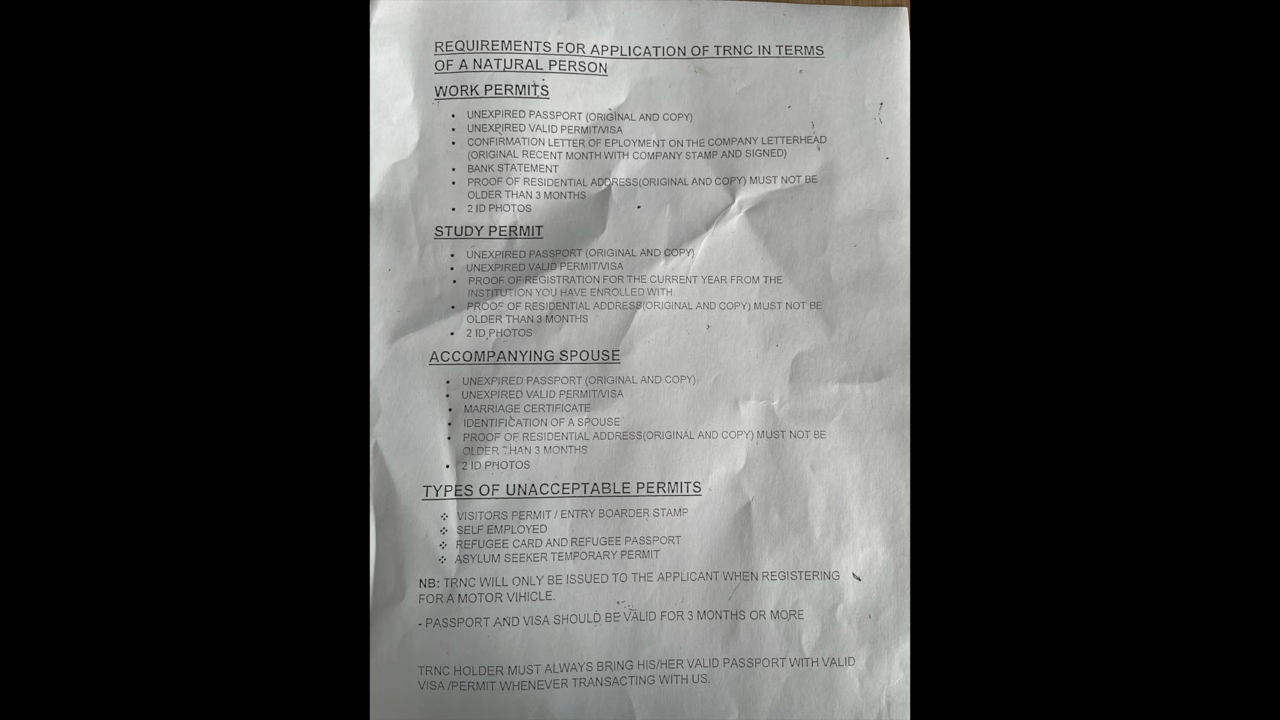 REQUIREMENTS FOR APPLICATION OF TRNC IN TERMS
OF A NATURAL PERSON
WORK PERMITS
• UNEXPIRED PASSPORT (ORIGINAL AND COPY)
• UNEXPIRED VALID PERMIT/VISA
• CONFIRMATION LETTER OF EPLOYMENT ON THE COMPANY LETTERHEAD
(ORIGINAL RECENT MONTH WITH COMPANY STAMP AND SIGNED)
• BANK STATEMENT
• PROOF OF RESIDENTIAL ADDRESS(ORIGINAL AND COPY) MUST NOT BE
OLDER THAN 3 MONTHS
• 2 ID PHOTOS
STUDY PERMIT
• UNEXPIRED PASSPORT (ORIGINAL AND COPY)
• UNEXPIRED VALID PERMIT/VISA
• PROOF OF REGISTRATION FOR THE CURRENT YEAR FROM THE
INSTITUTION YOU HAVE ENROLLED WITH
• PROOF OF RESIDENTIAL ADDRESS(ORIGINAL AND COPY) MUST NOT BE
OLDER THAN 3 MONTHS
• 2 ID PHOTOS
ACCOMPANYING SPOUSE
• UNEXPIRED PASSPORT (ORIGINAL AND COPY)
• UNEXPIRED VALID PERMIT/VISA
• MARRIAGE CERTIFICATE
• IDENTIFICATION OF A SPOUSE
• PROOF OF RESIDENTIAL ADDRESS(ORIGINAL AND COPY) MUST NOT BE
OLDER THAN 3 MONTHS
• 2 ID PHOTOS
TYPES OF UNACCEPTABLE PERMITS
❖ VISITORS PERMIT / ENTRY BOARDER STAMP
❖ SELF EMPLOYED
❖ REFUGEE CARD AND REFUGEE PASSPORT
❖ ASYLUM SEEKER TEMPORARY PERMIT
NB: TRNC WILL ONLY BE ISSUED TO THE APPLICANT WHEN REGISTERING
FOR A MOTOR VIHICLE.
- PASSPORT AND VISA SHOULD BE VALID FOR 3 MONTHS OR MORE
TRNC HOLDER MUST ALWAYS BRING HIS/HER VALID PASSPORT WITH VALID
VISA /PERMIT WHENEVER TRANSACTING WITH US.